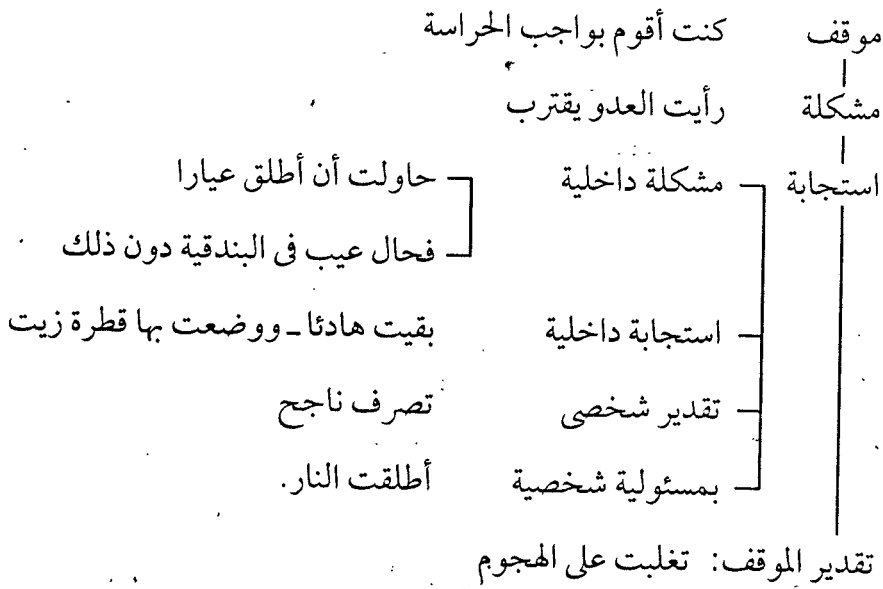 موقف كنت أقوم بواجب الحراسة
مشكلة رأيت العدو يقترب
استجابة مشكلة داخلية حاولت أن أطلق عيارا
فحال عيب فى البندقية دون ذلك
استجابة داخلية بقيت هادئا ـ ووضعت بها قطرة زيت
تقدير شخصى تصرف ناجح
بمسئولية شخصية أطلقت النار.
تقدير الموقف: تغلبت على الهجوم